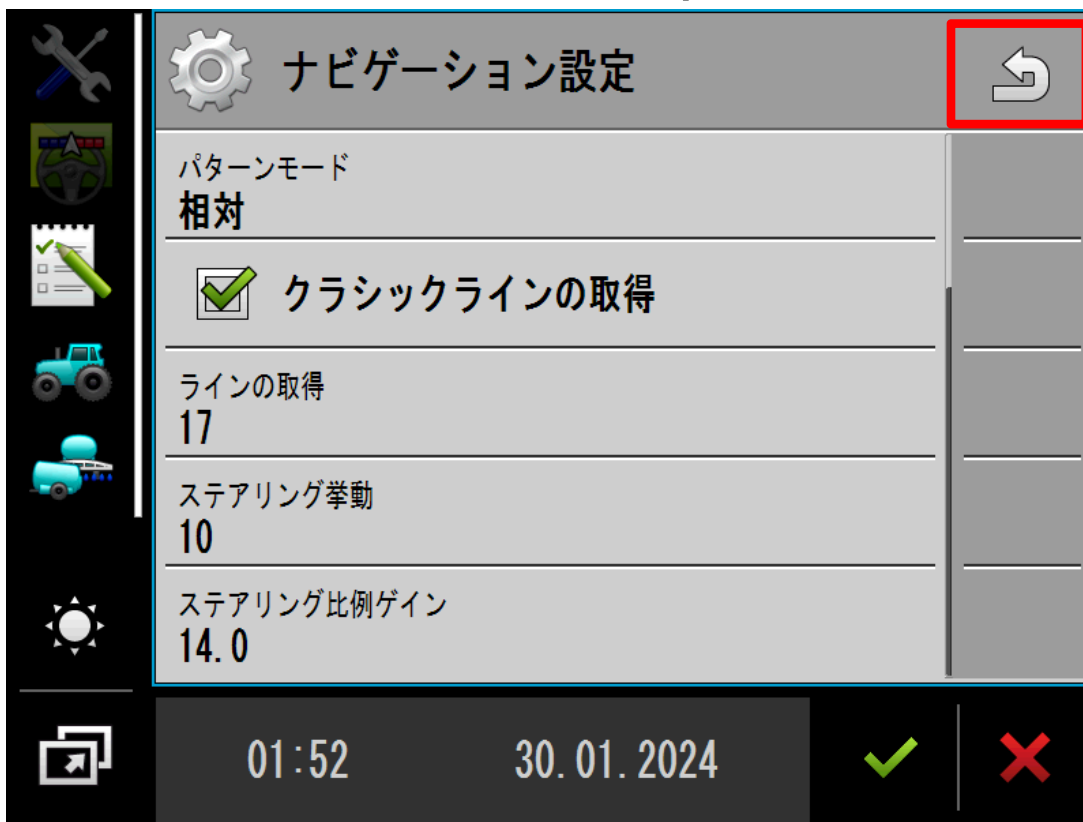 ナビゲーション設定
パターンモード
相対
クラシックラインの取得
ラインの取得
17
ステアリング挙動
10
ステアリング比例ゲイン
14.0
01:52 30.01.2024